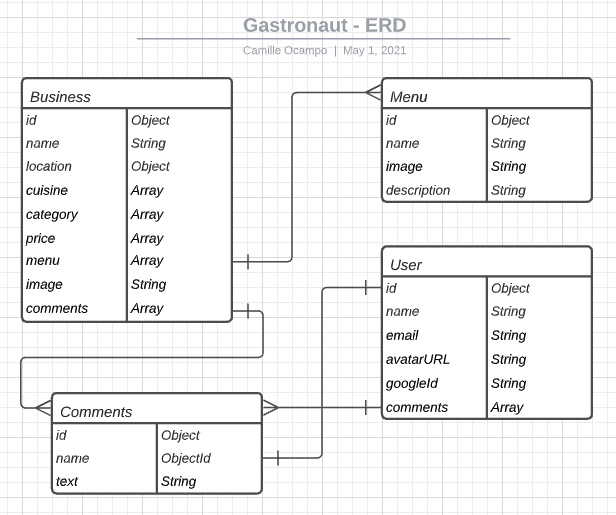 Gastronaut - ERD
Camille Ocampo | May 1, 2021
Business
id Object
name String
location Object
cuisine Array
category Array
price Array
menu Array
image String
comments Array
Menu
id Object
name String
image String
description String
User
id Object
name String
email String
avatarURL String
googleId String
comments Array
Comments
id Object
name ObjectId
text String